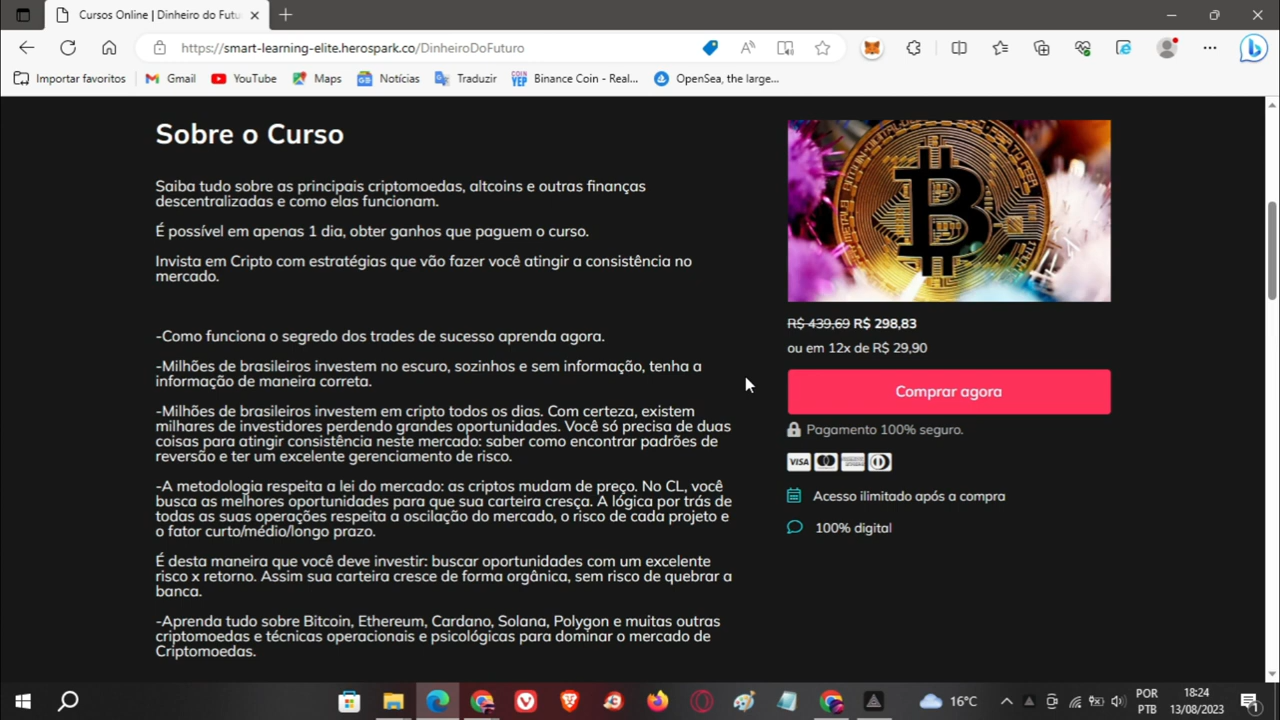 Cursos Online | Dinheiro do Futu
https://smart-learning-elite.herospark.co/DinheiroDoFuturo
Importar favoritos
Gmail
YouTube
Maps
Notícias
Traduzir
COIN YEP
Binance Coin - Real...
OpenSea, the large...
Sobre o Curso
Saiba tudo sobre as principais criptomoedas, altcoins e outras finanças
descentralizadas e como elas funcionam.
É possível em apenas 1 dia, obter ganhos que paguem o curso.
Invista em Cripto com estratégias que vão fazer você atingir a consistência no
mercado.
-Como funciona o segredo dos trades de sucesso aprenda agora.
-Milhões de brasileiros investem no escuro, sozinhos e sem informação, tenha a
informação de maneira correta.
-Milhões de brasileiros investem em cripto todos os dias. Com certeza, existem
milhares de investidores perdendo grandes oportunidades. Você só precisa de duas
coisas para atingir consistência neste mercado: saber como encontrar padrões de
reversão e ter um excelente gerenciamento de risco.
-A metodologia respeita a lei do mercado: as criptos mudam de preço. No CL, você
busca as melhores oportunidades para que sua carteira cresça. A lógica por trás de
todas as suas operações respeita a oscilação do mercado, o risco de cada projeto e
o fator curto/médio/longo prazo.
É desta maneira que você deve investir: buscar oportunidades com um excelente
risco x retorno. Assim sua carteira cresce de forma orgânica, sem risco de quebrar a
banca.
-Aprenda tudo sobre Bitcoin, Ethereum, Cardano, Solana, Polygon e muitas outras
criptomoedas e técnicas operacionais e psicológicas para dominar o mercado de
Criptomoedas.
R$ 439,69 R$ 298,83
ou em 12x de R$ 29,90
Comprar agora
Pagamento 100% seguro.
VISA
Acesso ilimitado após a compra
100% digital
16°C
POR
PTB
18:24
13/08/2023
1